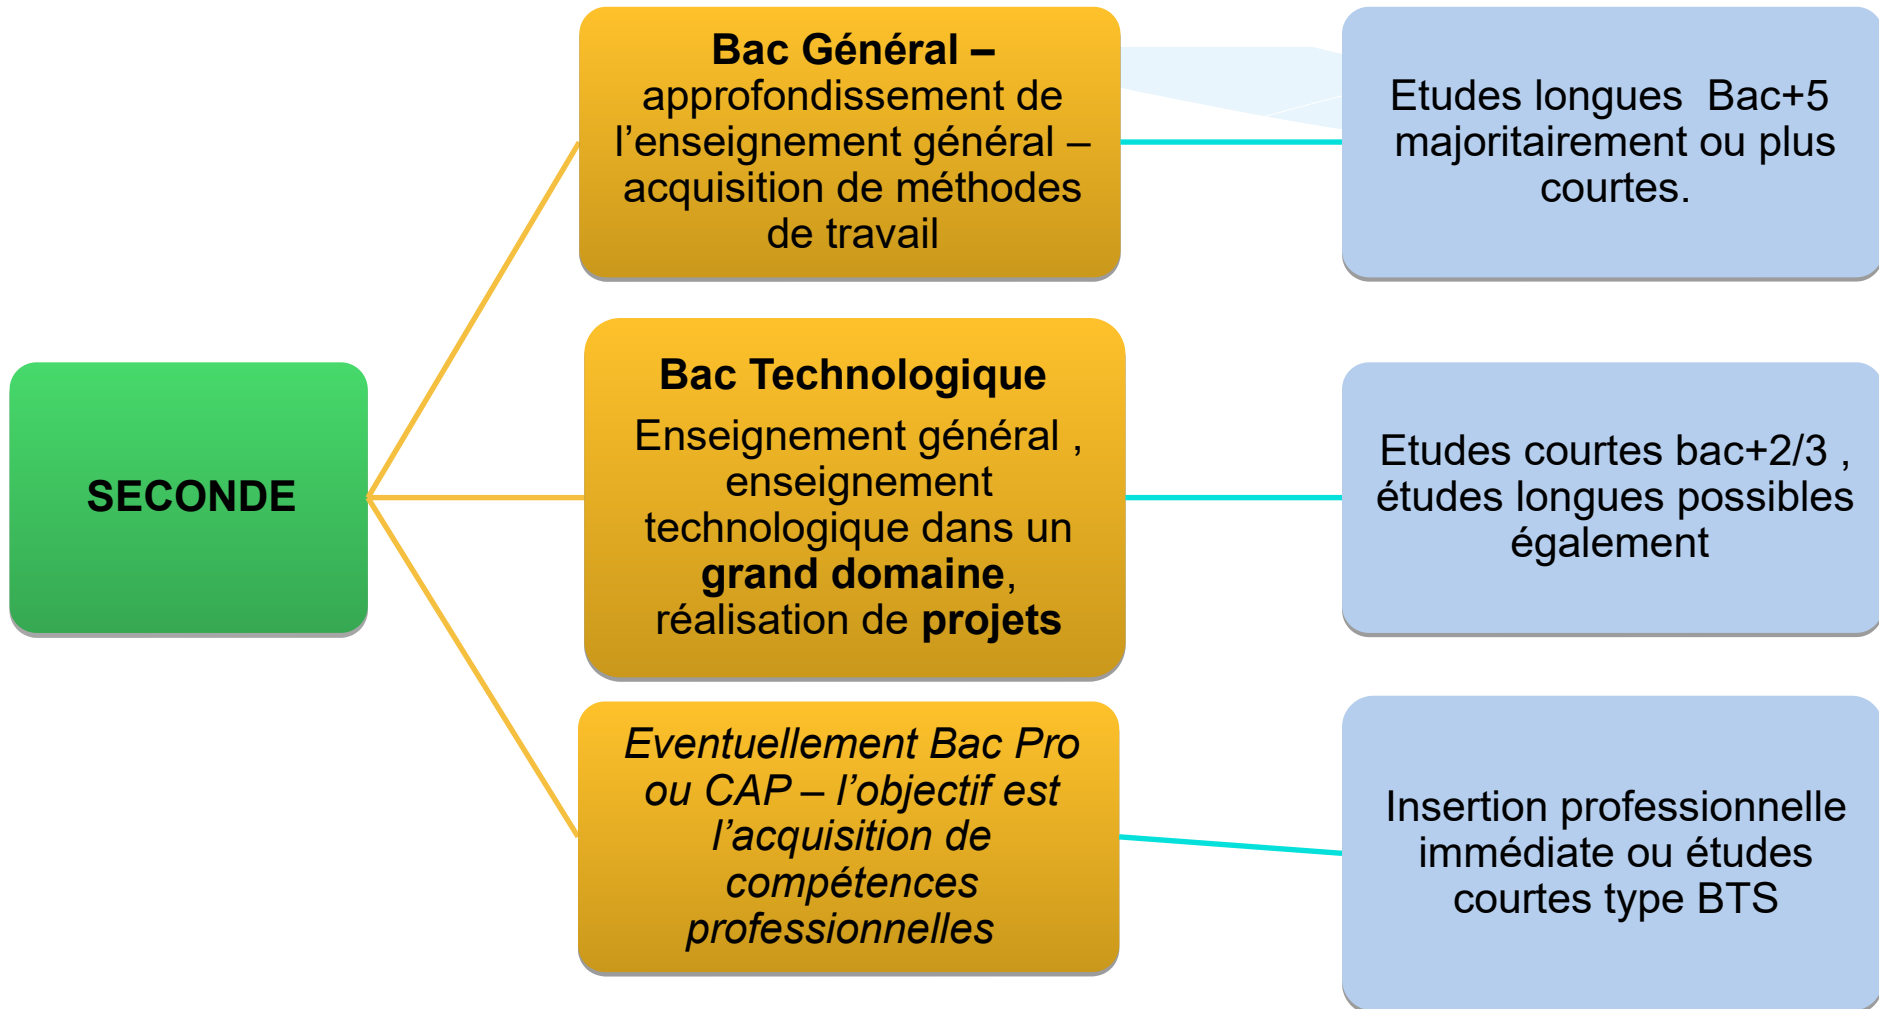 SECONDE
Bac Général –
approfondissement de
l’enseignement général –
acquisition de méthodes
de travail
Etudes longues  Bac+5
majoritairement ou plus
courtes.
Bac Technologique
Enseignement général ,
enseignement
technologique dans un
grand domaine,
réalisation de projets
Etudes courtes bac+2/3 ,
études longues possibles
également
Eventuellement Bac Pro
ou CAP – l’objectif est
l’acquisition de
compétences
professionnelles
Insertion professionnelle
immédiate ou études
courtes type BTS